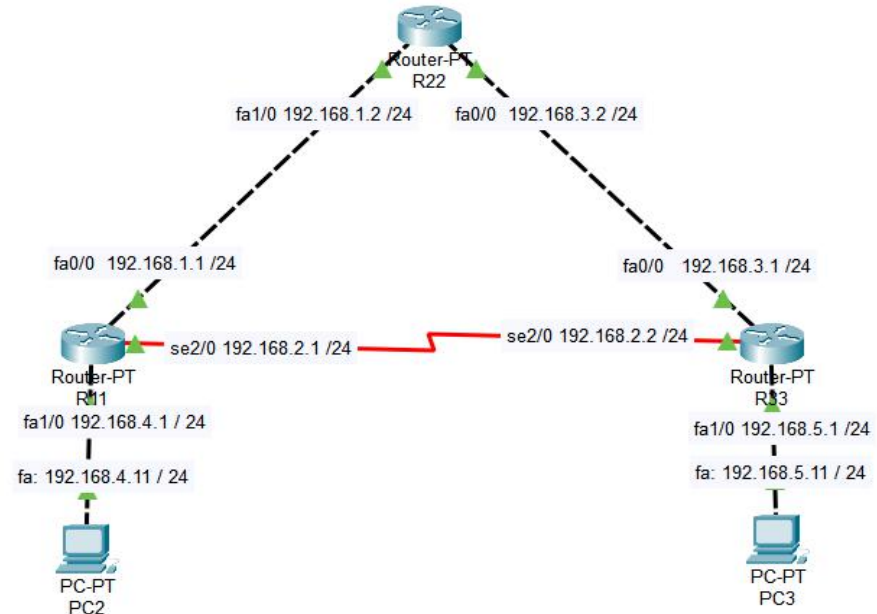 Router-PT
R22
fa1/0 192.168.1.2 /24
fa0/0 192.168.3.2 /24
fa0/0 192.168.1.1 /24
fa0/0 192.168.3.1 /24
se2/0 192.168.2.1 /24
se2/0 192.168.2.2 /24
Router-PT
R11
Router-PT
R33
fa1/0 192.168.4.1 / 24
fa1/0 192.168.5.1 /24
fa: 192.168.4.11 / 24
fa: 192.168.5.11 / 24
PC-PT
PC2
PC-PT
PC3